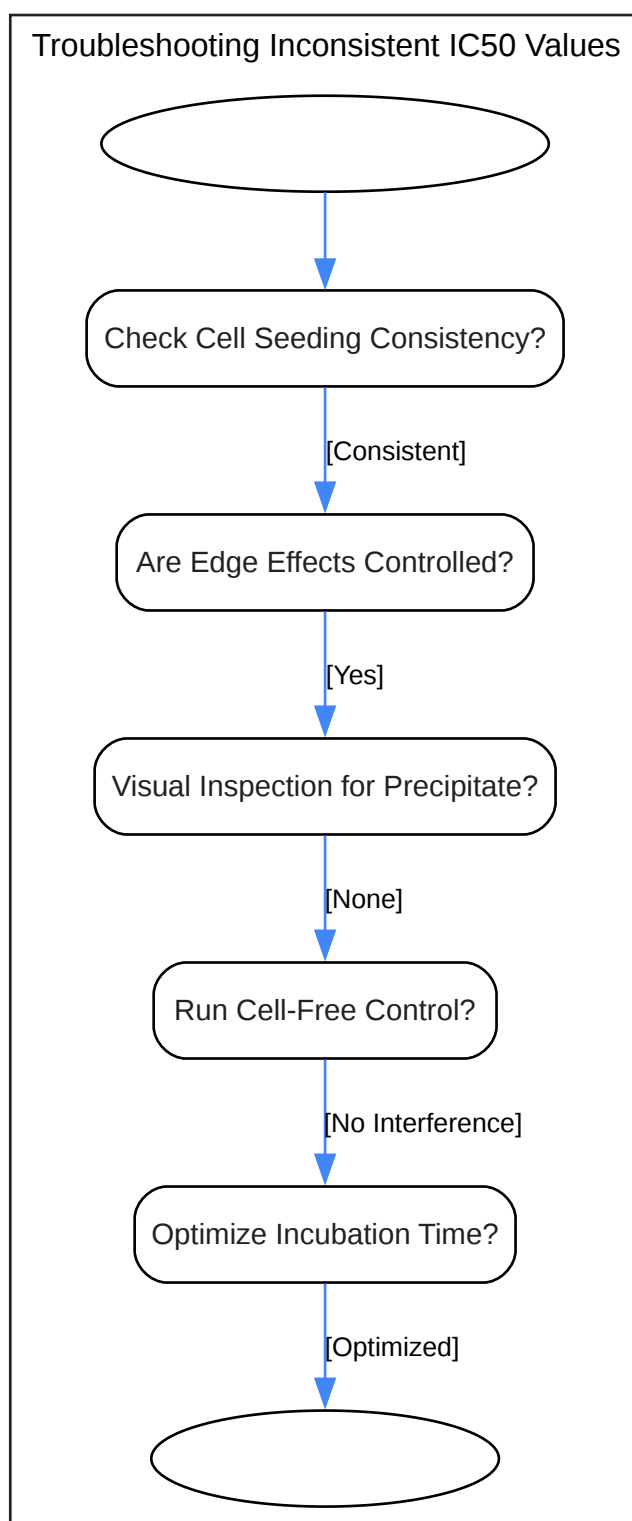 Troubleshooting Inconsistent IC50 Values
Check Cell Seeding Consistency?
[Consistent]
Are Edge Effects Controlled?
[Yes]
Visual Inspection for Precipitate?
[None]
Run Cell-Free Control?
[No Interference]
Optimize Incubation Time?
[Optimized]